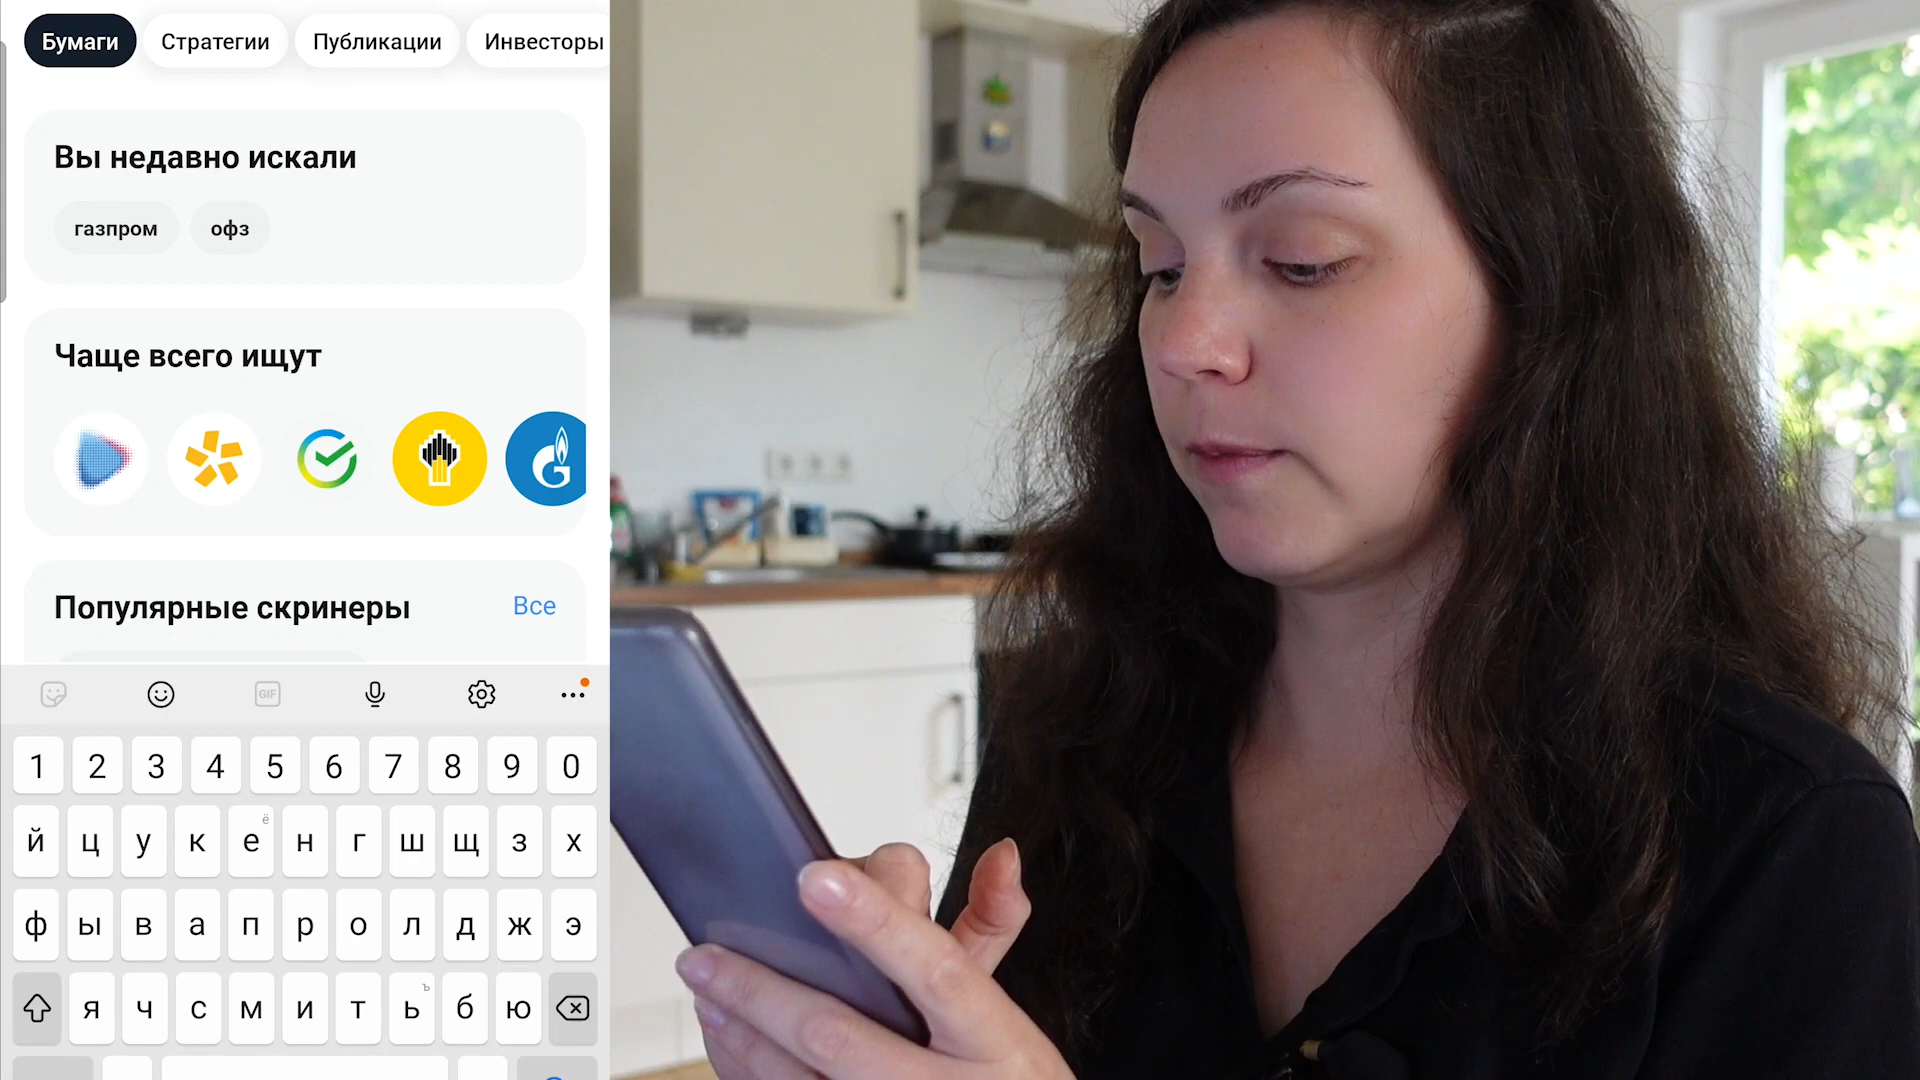 Бумаги Стратегии Публикации Инвесторы
Вы недавно искали
газпром офз
Чаще всего ищут
Популярные скринеры Все
GIF
1 2 3 4 5 6 7 8 9 0
й ц у к е ё н г ш щ з х
ф ы в а п р о л д ж э
я ч с м и т ь ъ б ю